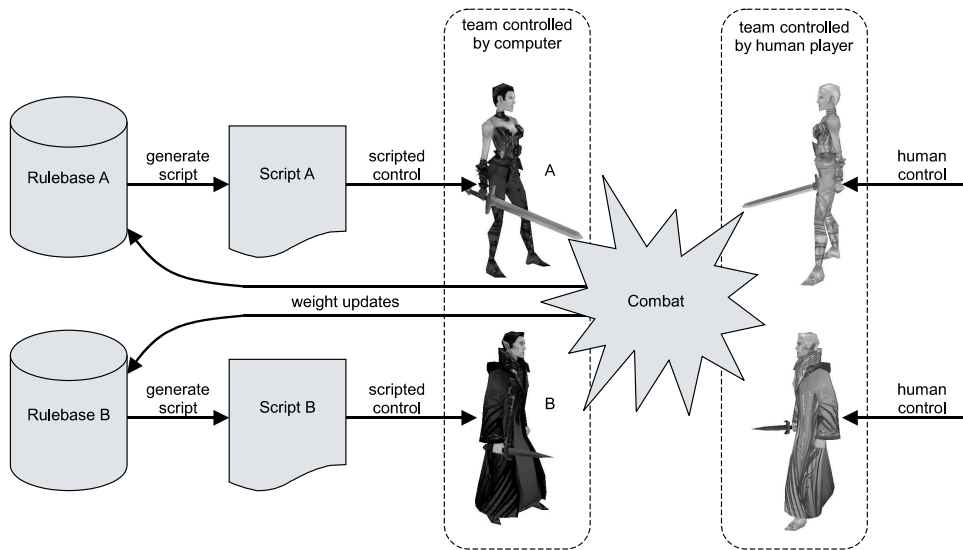 team controlled
by computer
team controlled
by human player
Rulebase A
generate
script
Script A
scripted
control
A
human
control
weight updates
Combat
Rulebase B
generate
script
Script B
scripted
control
B
human
control